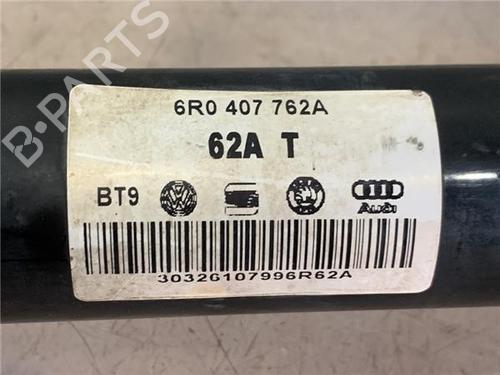 6R0 407 762A
62A T
BT9
Audi
30326107996R62A
B-PARTS